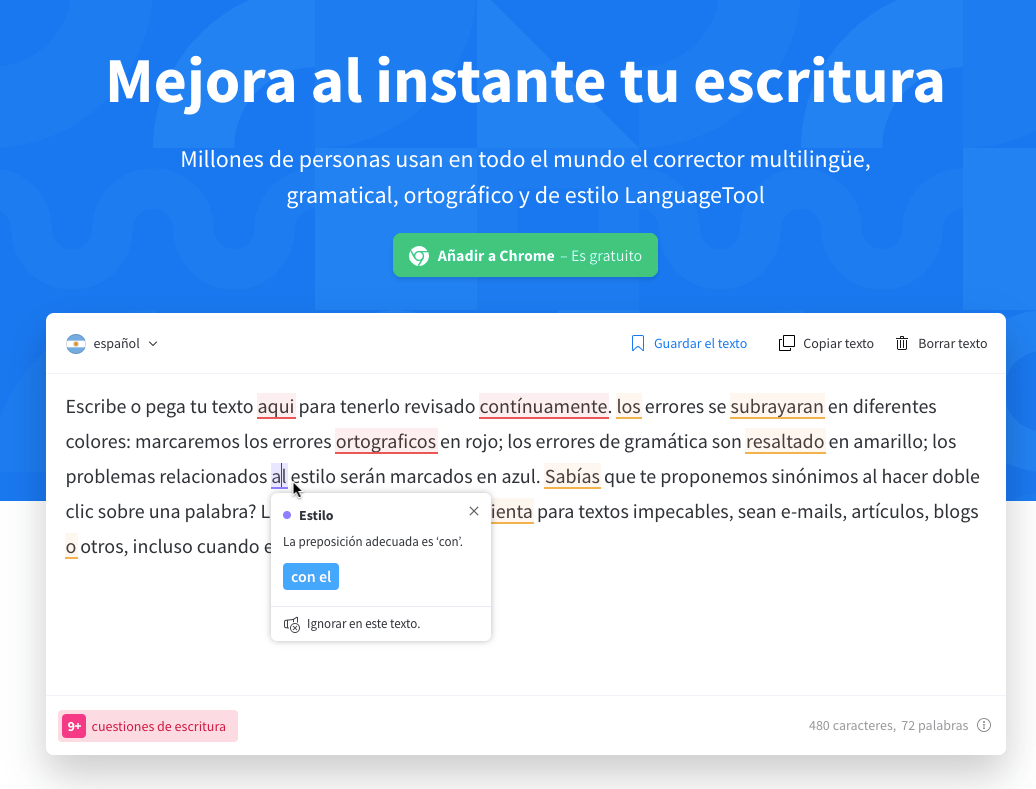 Mejora al instante tu escritura
Millones de personas usan en todo el mundo el corrector multilingüe,
gramatical, ortográfico y de estilo LanguageTool
Añadir a Chrome – Es gratuito
español
Guardar el texto
Copiar texto
Borrar texto
Escribe o pega tu texto aqui para tenerlo revisado contínuamente. los errores se subrayaran en diferentes
colores: marcaremos los errores ortograficos en rojo; los errores de gramática son resaltado en amarillo; los
problemas relacionados al estilo serán marcados en azul. Sabías que te proponemos sinónimos al hacer doble
clic sobre una palabra? L ienta para textos impecables, sean e-mails, artículos, blogs
o otros, incluso cuando e
Estilo
La preposición adecuada es ‘con’.
con el
Ignorar en este texto.
9+ cuestiones de escritura
480 caracteres, 72 palabras